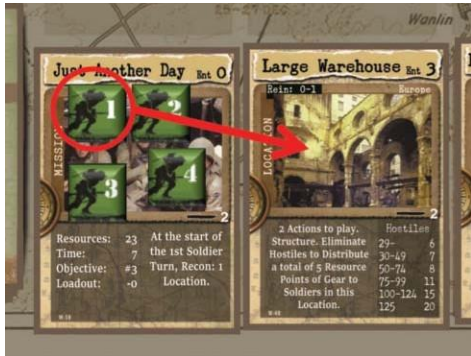 Wanlin
Just Another Day Ent 0
1
2
3
4
MISSION
2
Resources: 23
Time: 7
Objective: #3
Loadout: -0
At the start of
the 1st Soldier
Turn, Recon: 1
Location.
Large Warehouse Ent 3
Rein: 0-1
Europe
LOCATION
2
2 Actions to play.
Structure. Eliminate
Hostiles to Distribute
a total of 5 Resource
Points of Gear to
Soldiers in this
Location.
Hostiles
29- 6
30-49 7
50-74 8
75-99 11
100-124 15
125 20